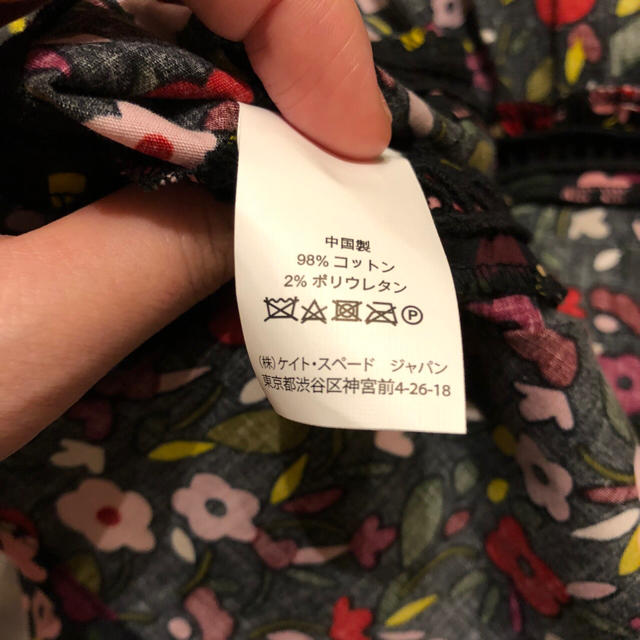 中国製
98% コットン
2% ポリウレタン
P
(株)ケイト・スペード ジャパン
東京都渋谷区神宮前4-26-18